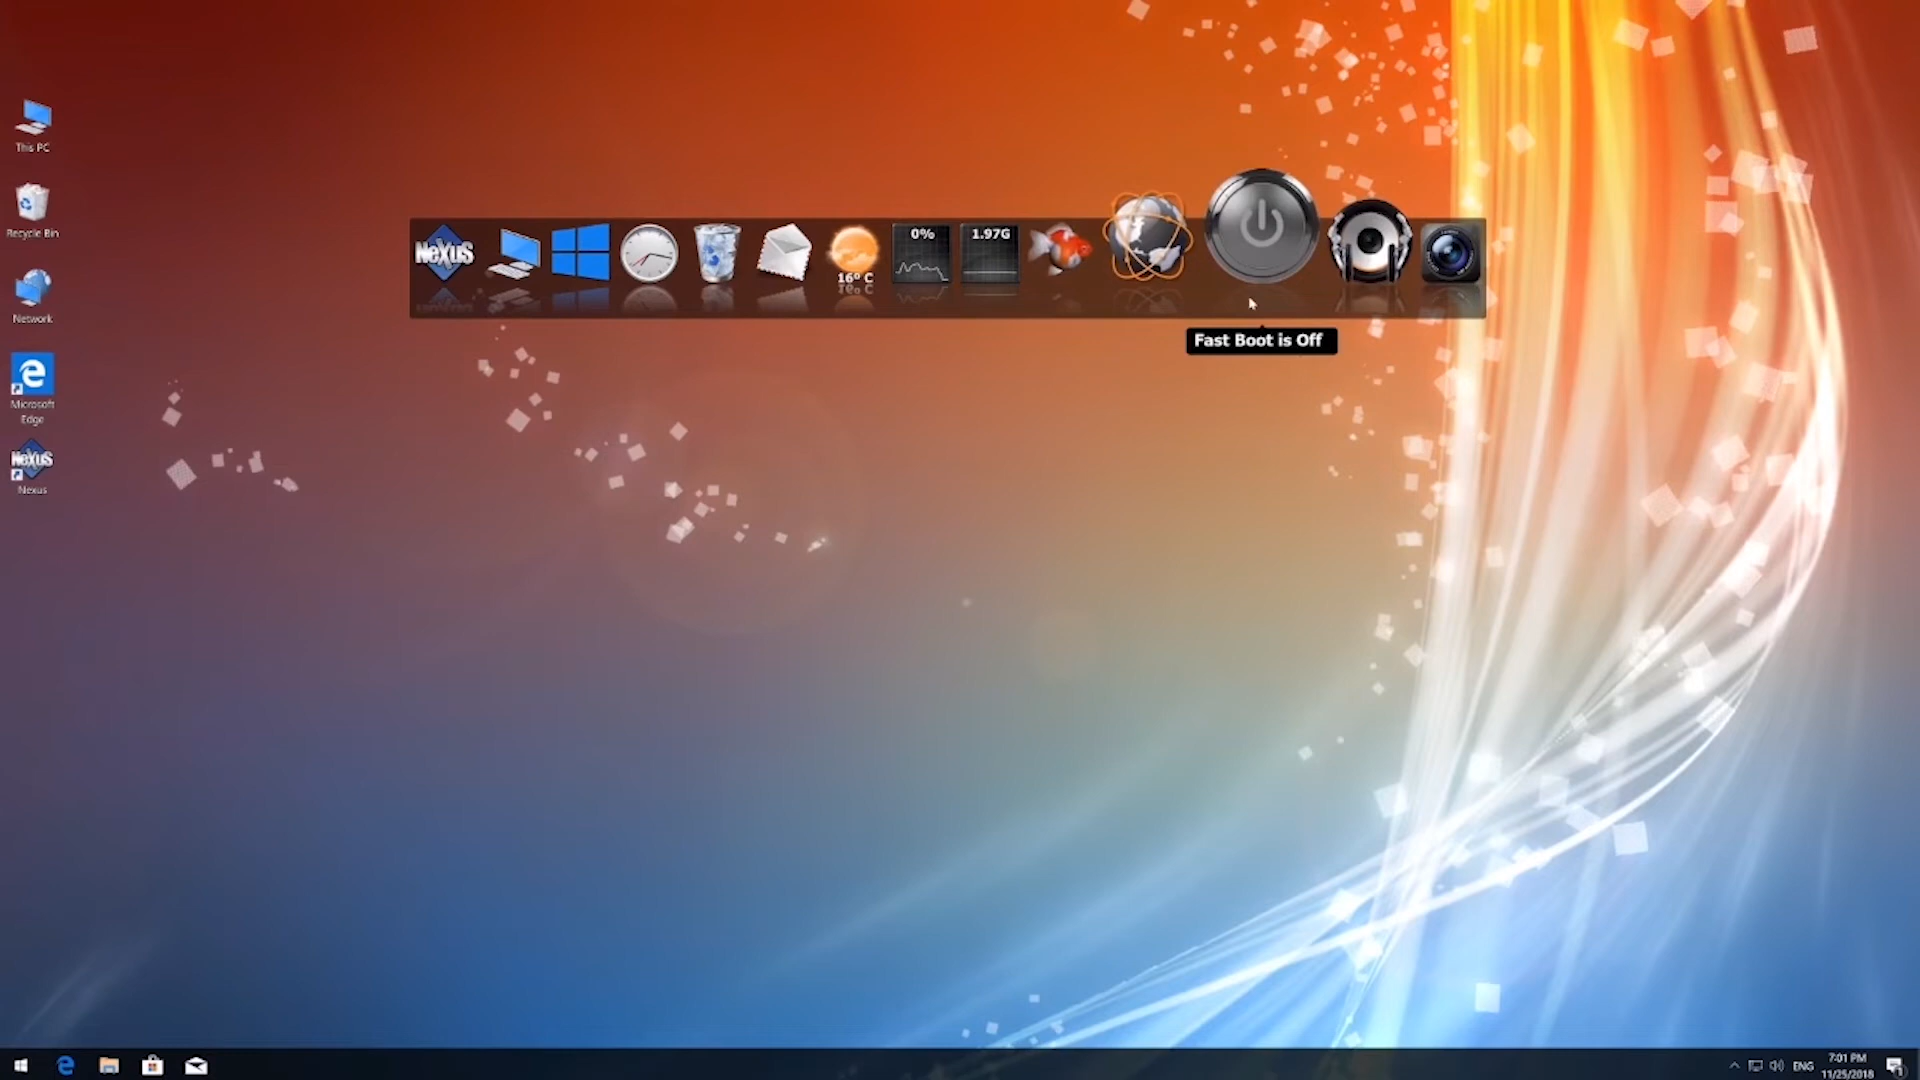 This PC
Recycle Bin
Network
Microsoft
Edge
NeXuS
Nexus
NeXuS
16° C
0%
1.97G
Fast Boot is Off
ENG
7:01 PM
11/25/2018